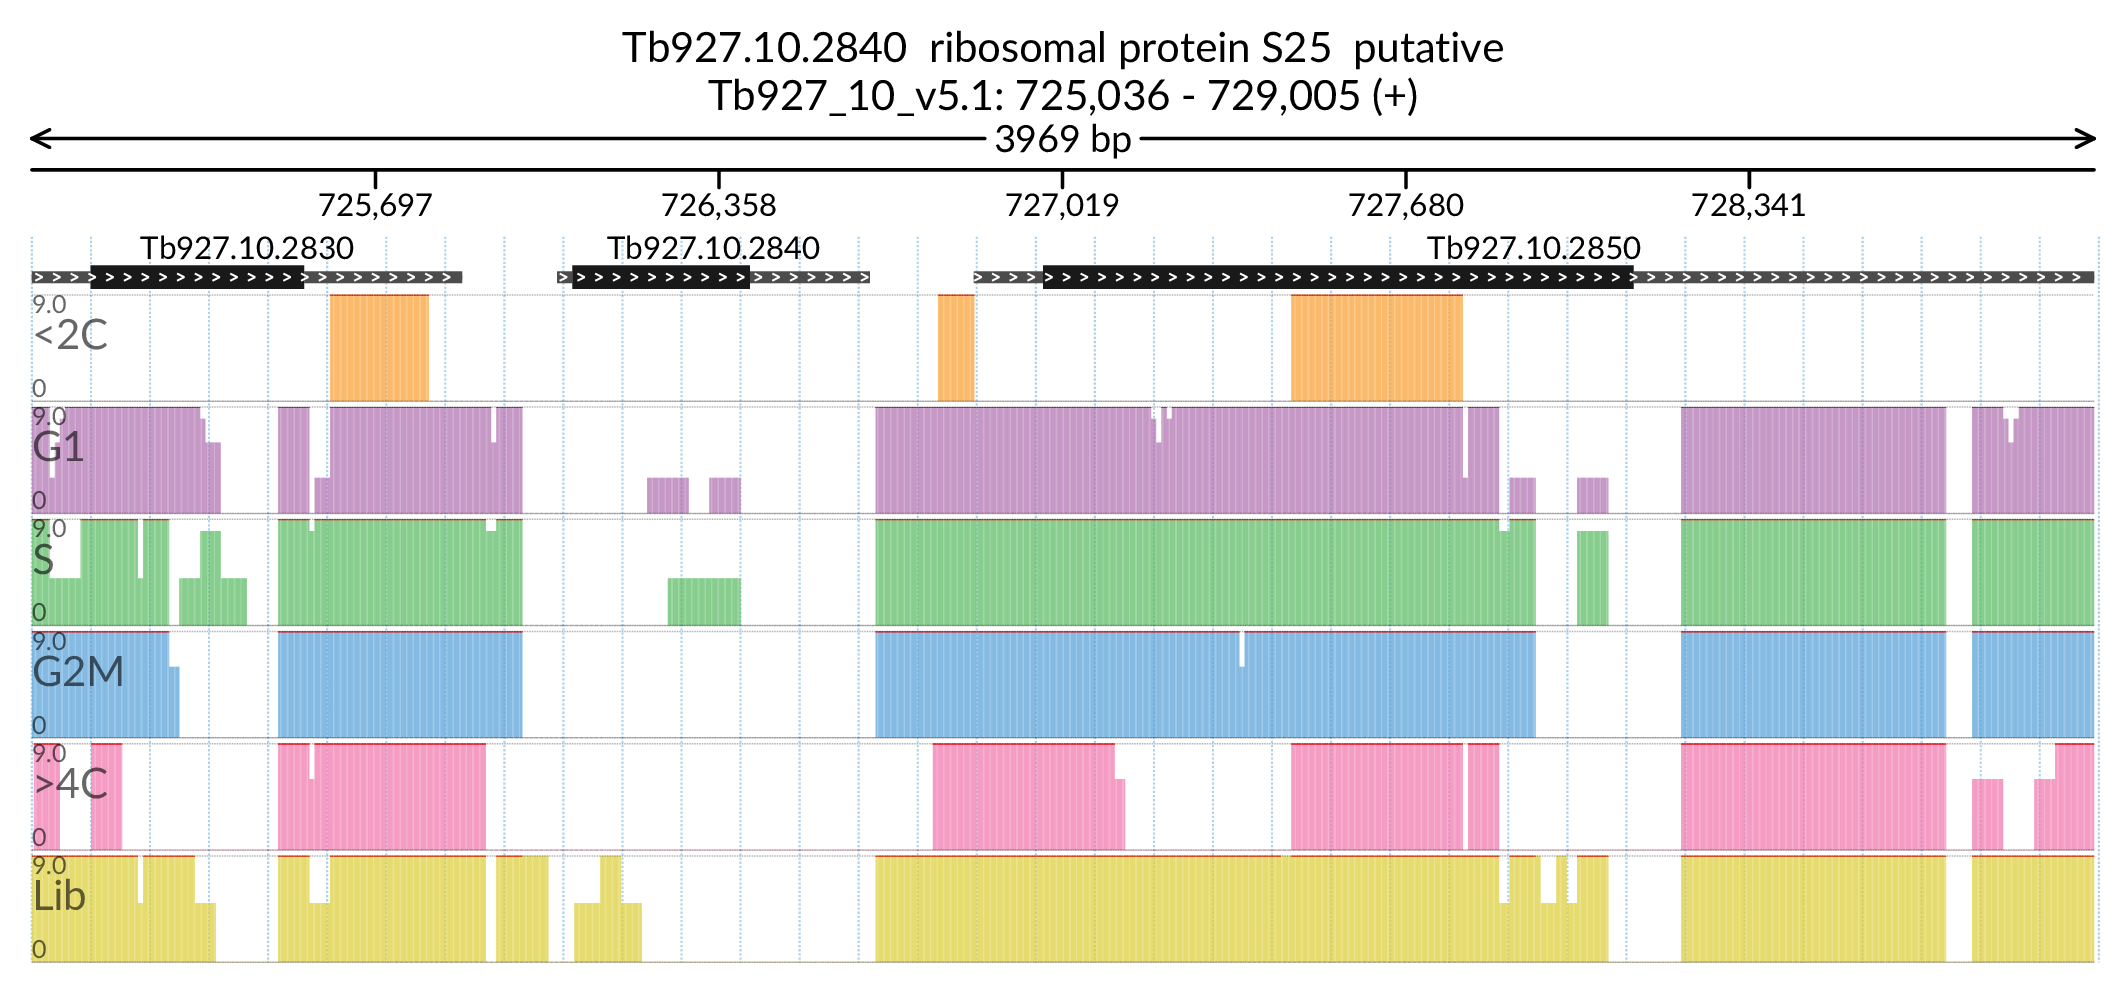 Tb927.10.2840 ribosomal protein S25 putative
Tb927_10_v5.1: 725,036 - 729,005 (+)
3969 bp
725,697 726,358 727,019 727,680 728,341
Tb927.10.2830 Tb927.10.2840 Tb927.10.2850
9.0
<2C
0
9.0
G1
0
9.0
S
0
9.0
G2M
0
9.0
>4C
0
9.0
Lib
0